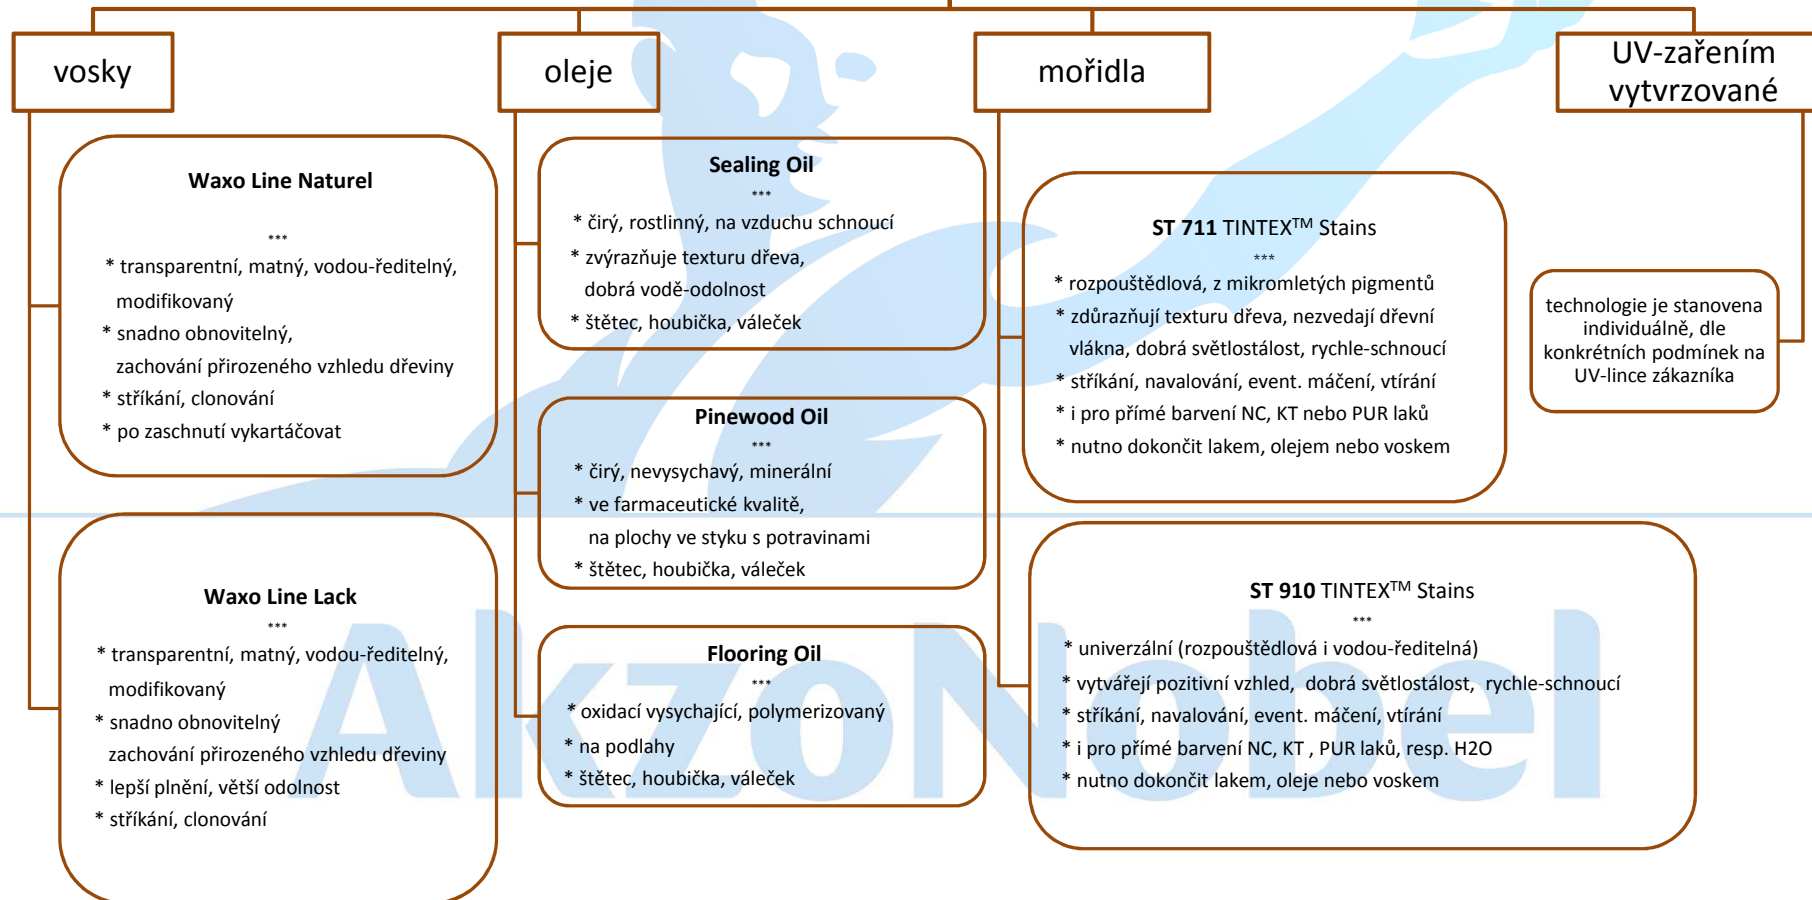 vosky
Waxo Line Naturel
***
* transparentní, matný, vodou-ředitelný,
modifikovaný
* snadno obnovitelný,
zachování přirozeného vzhledu dřeviny
* stříkání, clonování
* po zaschnutí vykartáčovat
Waxo Line Lack
***
* transparentní, matný, vodou-ředitelný,
modifikovaný
* snadno obnovitelný
zachování přirozeného vzhledu dřeviny
* lepší plnění, větší odolnost
* stříkání, clonování
oleje
Sealing Oil
***
* čirý, rostlinný, na vzduchu schnoucí
* zvýrazňuje texturu dřeva,
dobrá vodě-odolnost
* štětec, houbička, váleček
Pinewood Oil
***
* čirý, nevysychavý, minerální
* ve farmaceutické kvalitě,
na plochy ve styku s potravinami
* štětec, houbička, váleček
Flooring Oil
***
* oxidací vysychající, polymerizovaný
* na podlahy
* štětec, houbička, váleček
mořidla
ST 711 TINTEX™ Stains
***
* rozpouštědlová, z mikromletých pigmentů
* zdůrazňují texturu dřeva, nezvedají dřevní
vlákna, dobrá světlostálost, rychle-schnoucí
* stříkání, navalování, event. máčení, vtírání
* i pro přímé barvení NC, KT nebo PUR laků
* nutno dokončit lakem, olejem nebo voskem
ST 910 TINTEX™ Stains
***
* univerzální (rozpouštědlová i vodou-ředitelná)
* vytvářejí pozitivní vzhled, dobrá světlostálost, rychle-schnoucí
* stříkání, navalování, event. máčení, vtírání
* i pro přímé barvení NC, KT , PUR laků, resp. H2O
* nutno dokončit lakem, oleje nebo voskem
UV-zařením
vytvrzované
technologie je stanovena
individuálně, dle
konkrétních podmínek na
UV-lince zákazníka
AkzoNobel